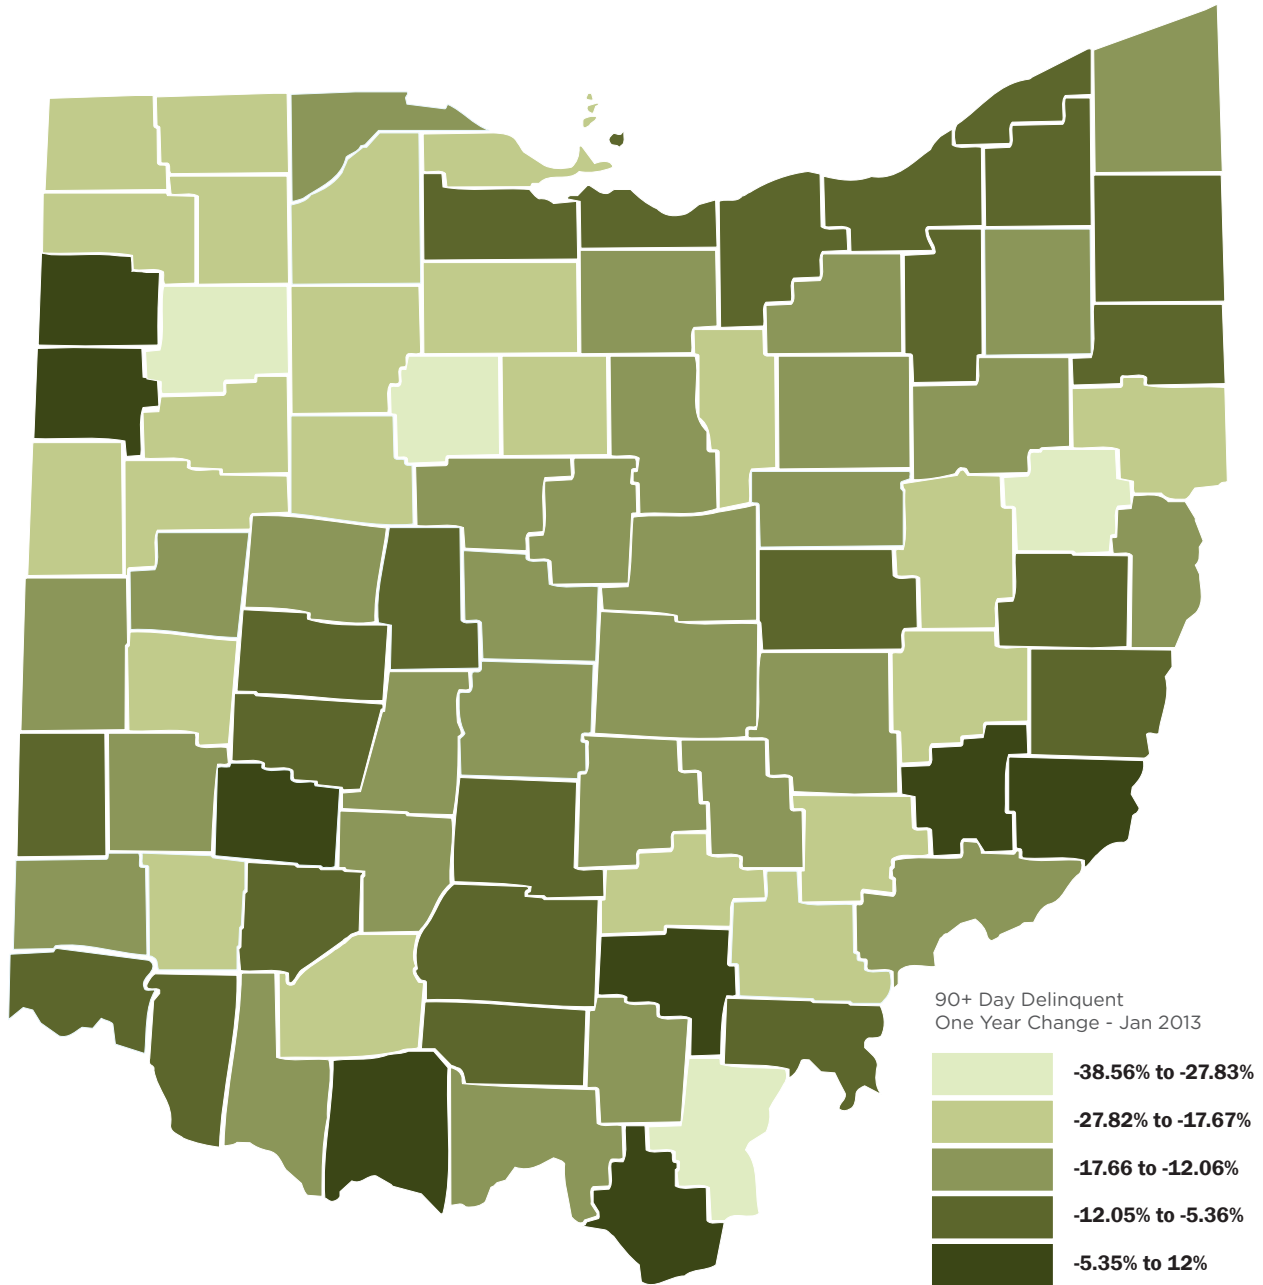 90+ Day Delinquent
One Year Change - Jan 2013
-38.56% to -27.83%
-27.82% to -17.67%
-17.66 to -12.06%
-12.05% to -5.36%
-5.35% to 12%